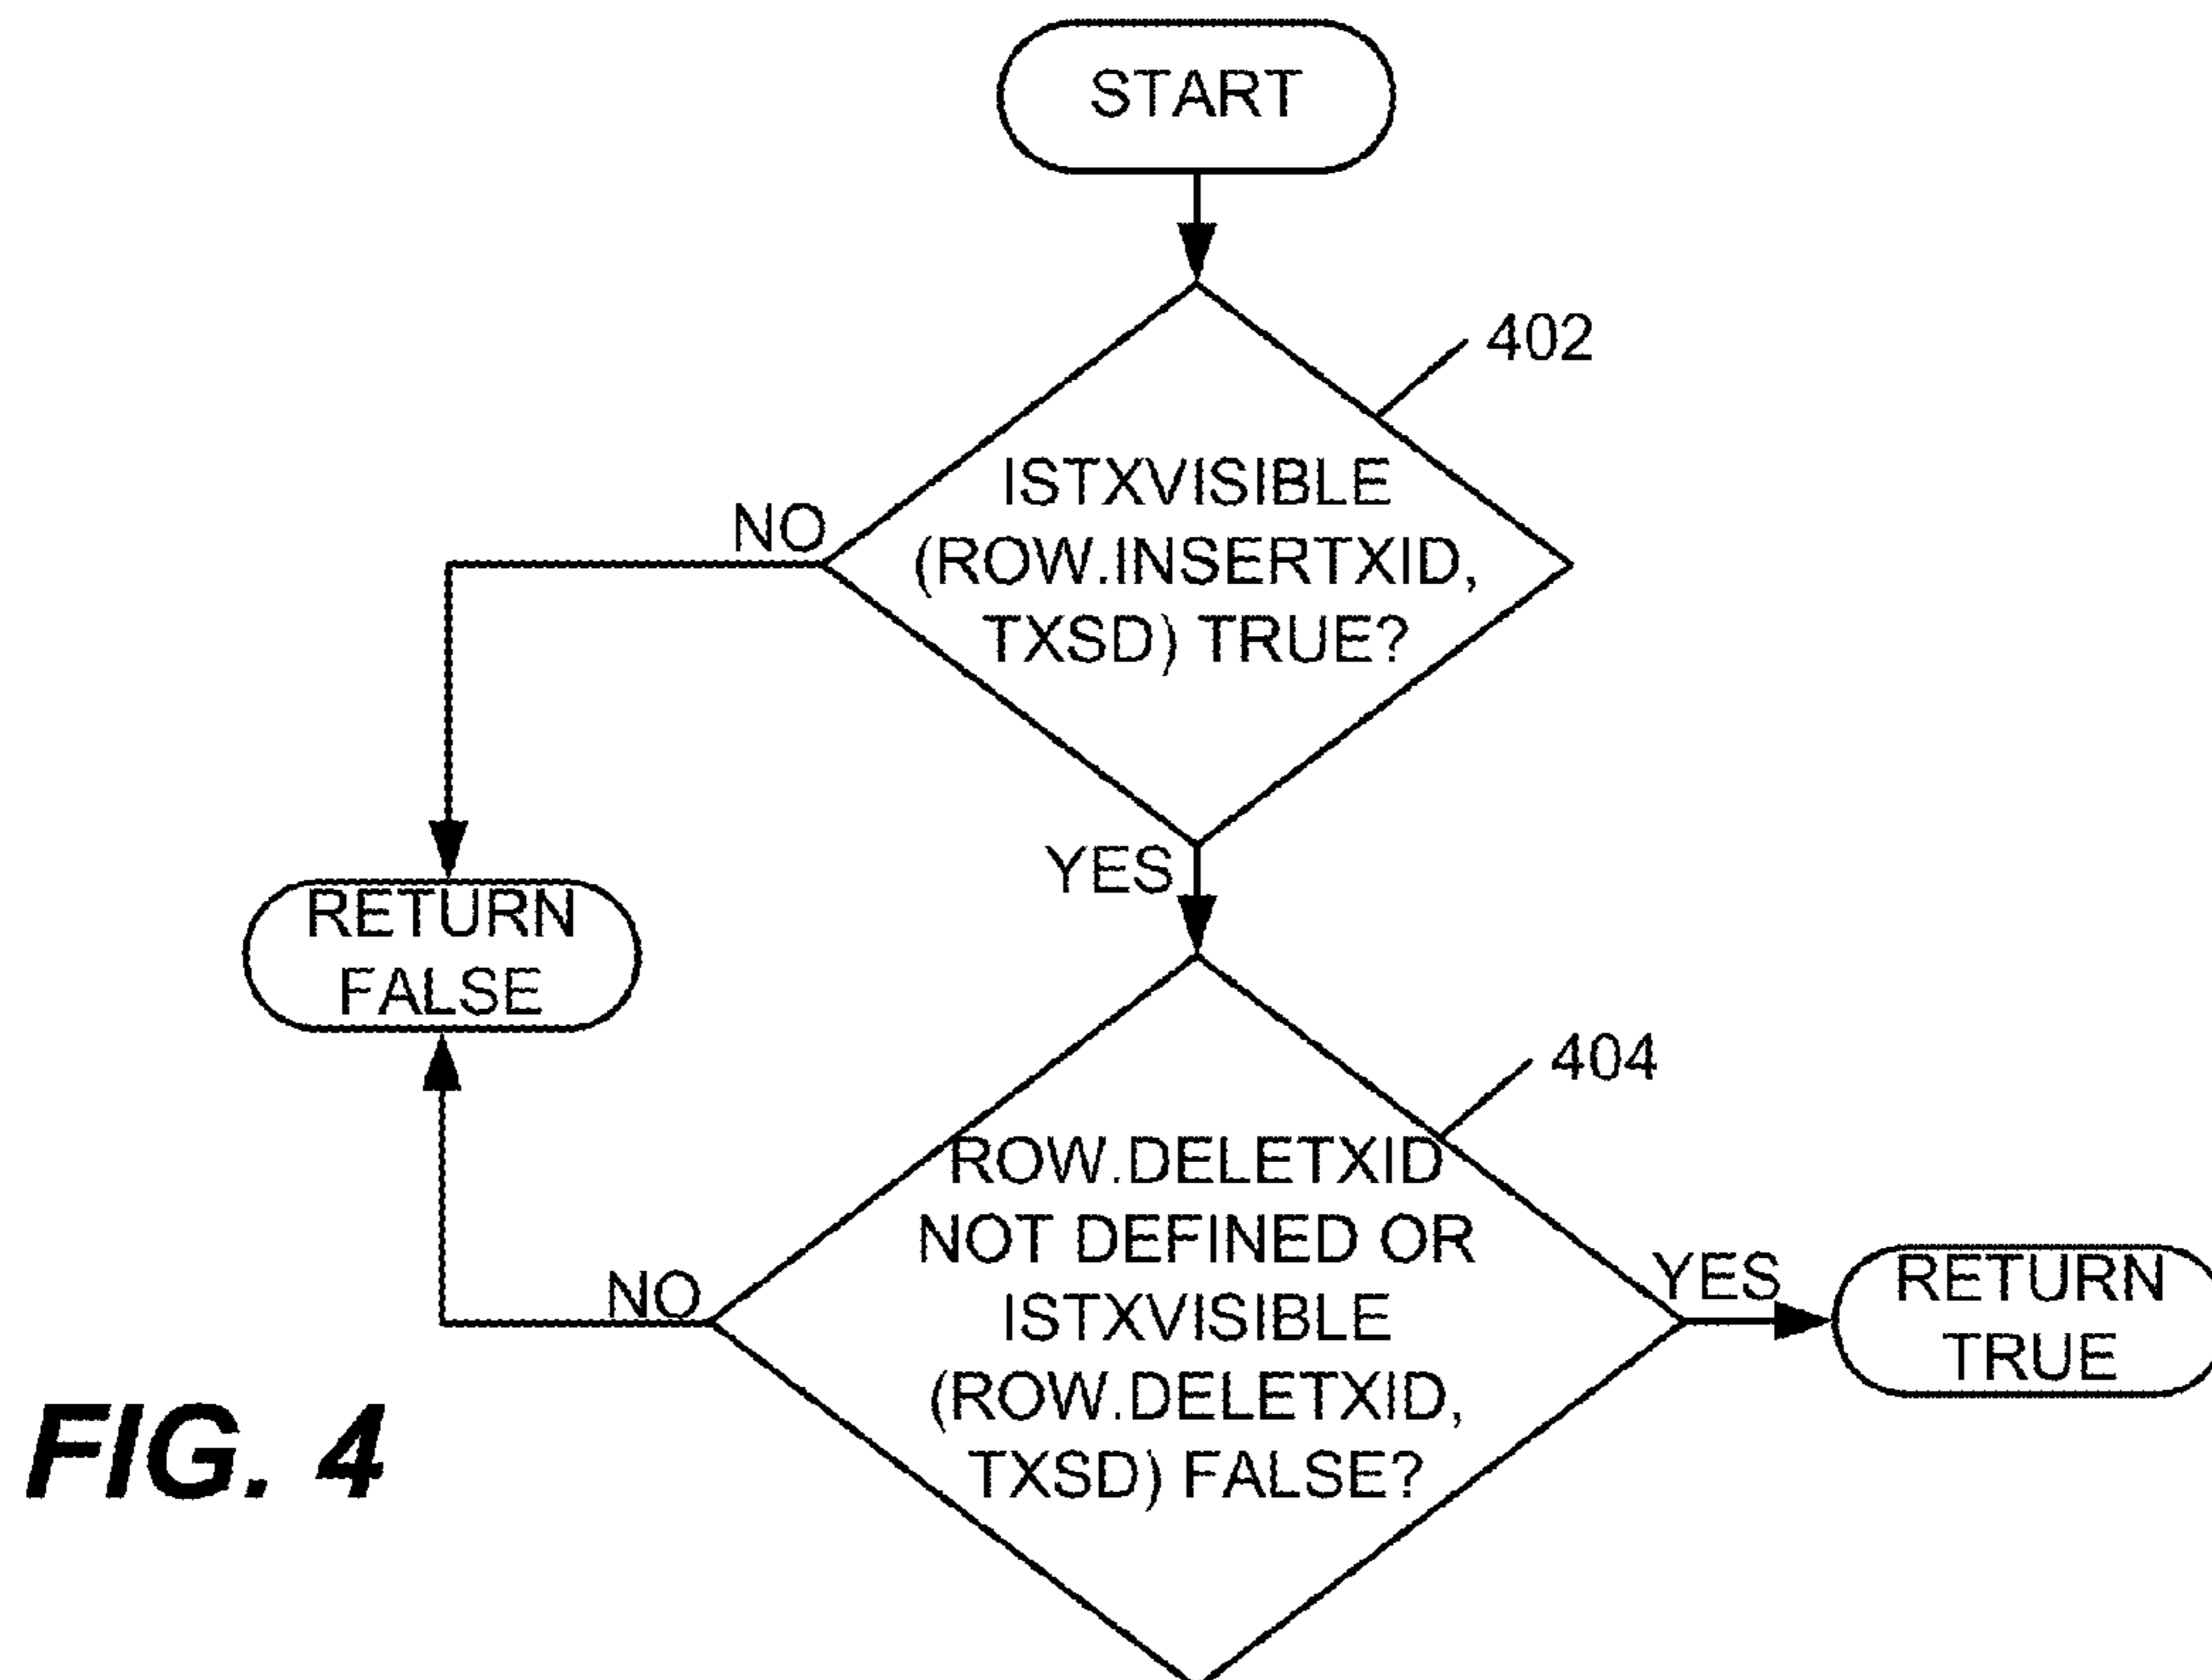 START
402
ISTXVISIBLE
(ROW.INSERTXID,
TXSD) TRUE?
NO
YES
RETURN
FALSE
404
ROW.DELETXID
NOT DEFINED OR
ISTXVISIBLE
(ROW.DELETXID,
TXSD) FALSE?
NO
YES
RETURN
TRUE
FIG. 4